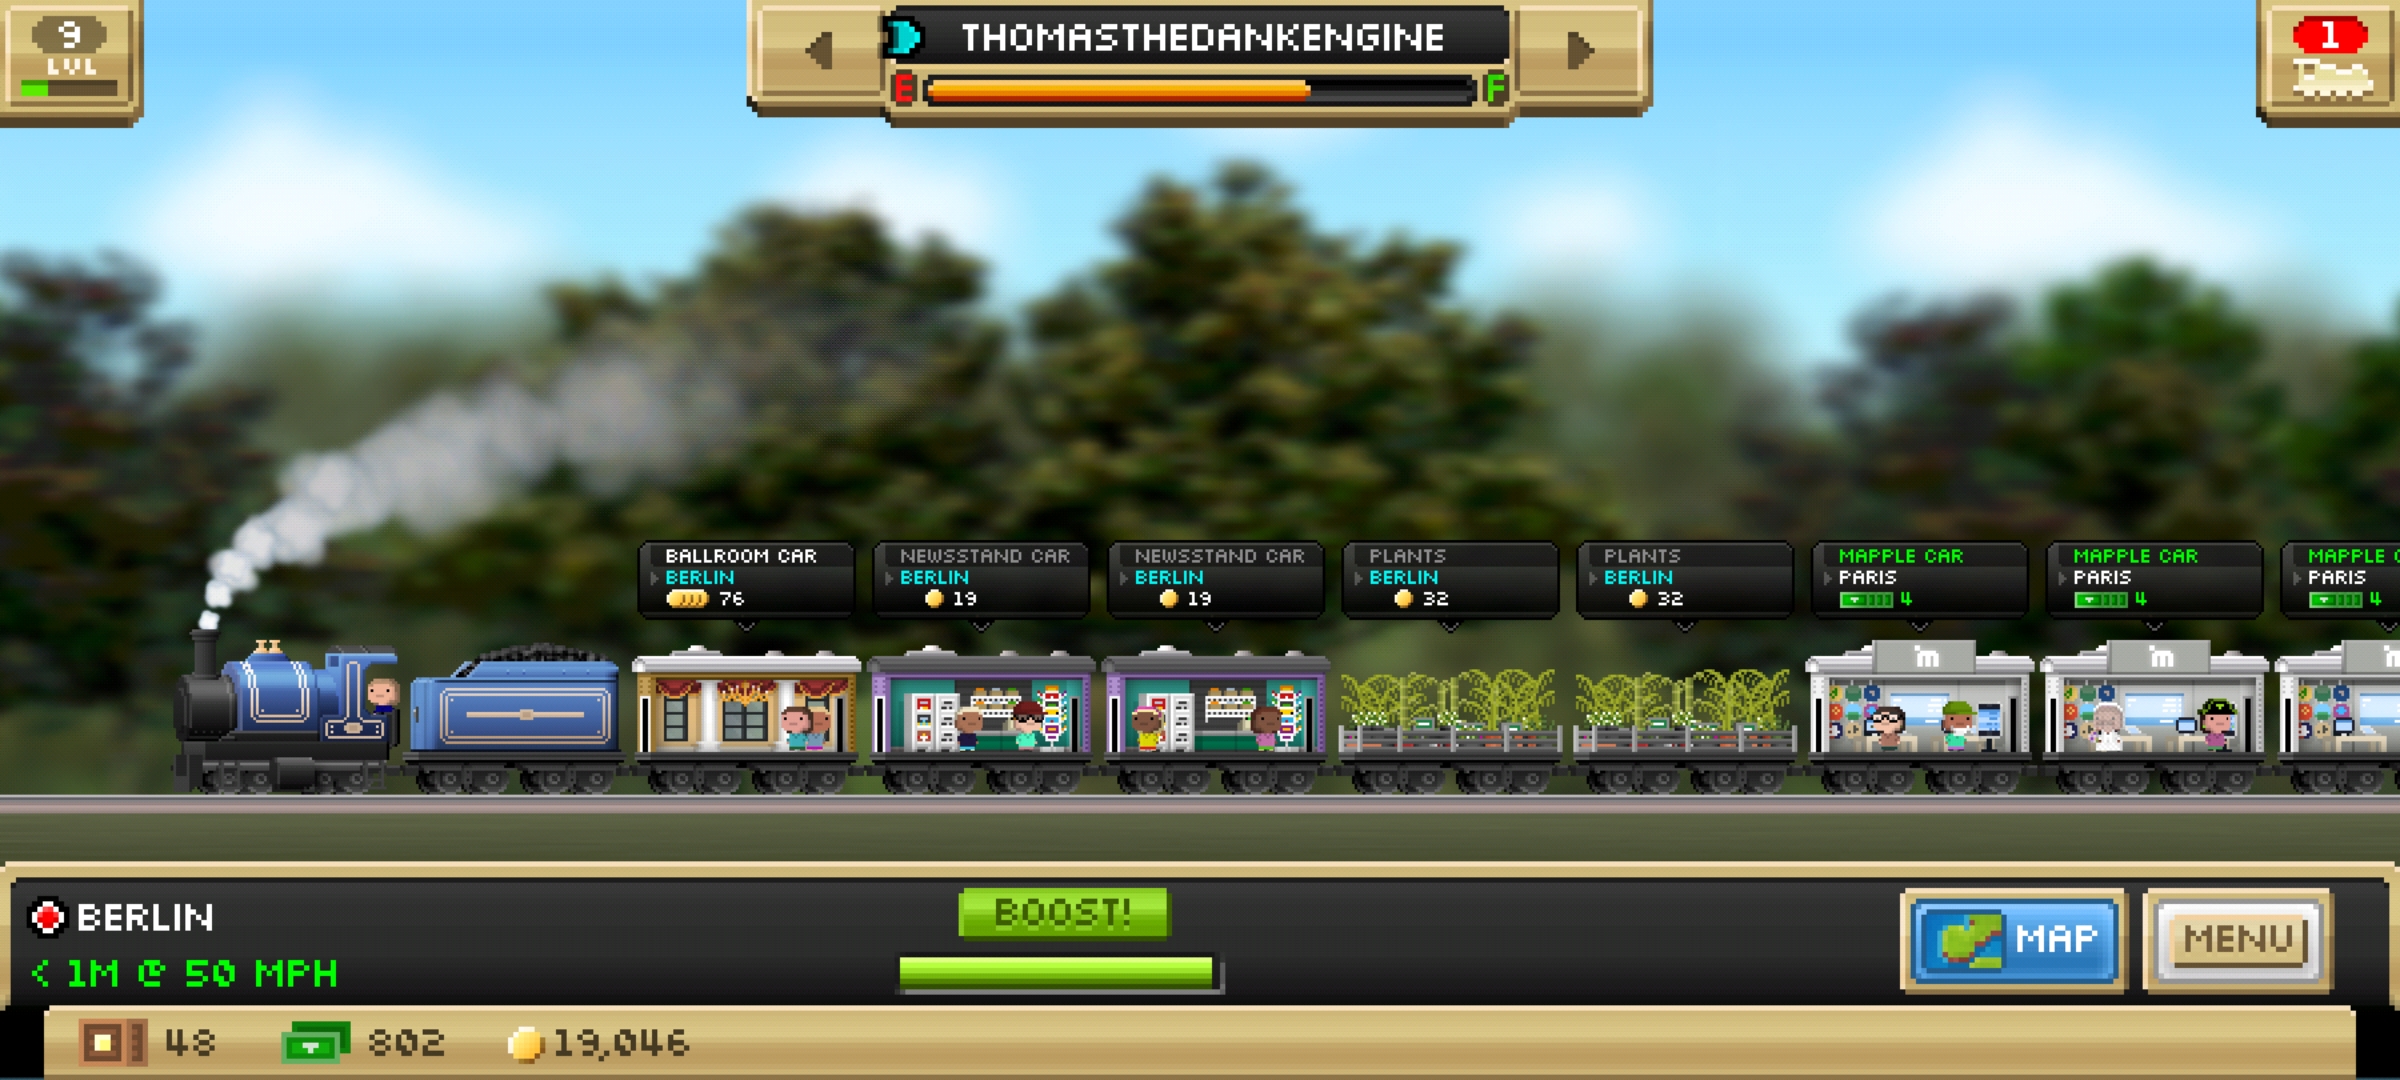 9
LVL
THOMASTHEDANKENGINE
E F
1
BALLROOM CAR
BERLIN
76
NEWSSTAND CAR
BERLIN
19
NEWSSTAND CAR
BERLIN
19
PLANTS
BERLIN
32
PLANTS
BERLIN
32
MAPPLE CAR
PARIS
4
MAPPLE CAR
PARIS
4
MAPPLE C
PARIS
4
m
m
BERLIN
< 1M @ 50 MPH
BOOST!
MAP
MENU
48
802
19,046